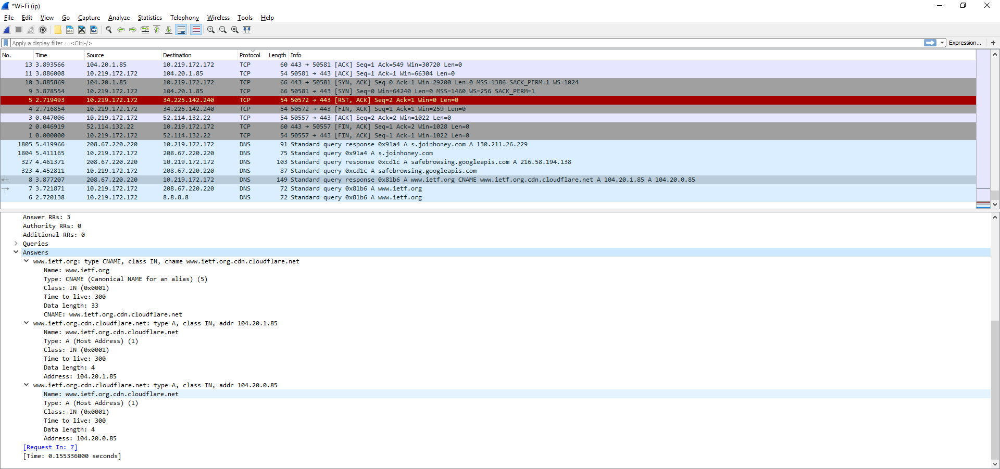 *Wi-Fi (ip)
File Edit View Go Capture Analyze Statistics Telephony Wireless Tools Help
Apply a display filter ... <Ctrl-/> Expression... +
No. Time Source Destination Protocol Length Info
13 3.893566 104.20.1.85 10.219.172.172 TCP 60 443 → 50581 [ACK] Seq=1 Ack=549 Win=30720 Len=0
11 3.886008 10.219.172.172 104.20.1.85 TCP 54 50581 → 443 [ACK] Seq=1 Ack=1 Win=66304 Len=0
10 3.885869 104.20.1.85 10.219.172.172 TCP 66 443 → 50581 [SYN, ACK] Seq=0 Ack=1 Win=29200 Len=0 MSS=1386 SACK_PERM=1 WS=1024
9 3.878554 10.219.172.172 104.20.1.85 TCP 66 50581 → 443 [SYN] Seq=0 Win=64240 Len=0 MSS=1460 WS=256 SACK_PERM=1
5 2.719493 10.219.172.172 34.225.142.240 TCP 54 50572 → 443 [RST, ACK] Seq=2 Ack=1 Win=0 Len=0
4 2.716854 10.219.172.172 34.225.142.240 TCP 54 50572 → 443 [FIN, ACK] Seq=1 Ack=1 Win=259 Len=0
3 0.047006 10.219.172.172 52.114.132.22 TCP 54 50557 → 443 [ACK] Seq=2 Ack=2 Win=1022 Len=0
2 0.046919 52.114.132.22 10.219.172.172 TCP 60 443 → 50557 [FIN, ACK] Seq=1 Ack=2 Win=1028 Len=0
1 0.000000 10.219.172.172 52.114.132.22 TCP 54 50557 → 443 [FIN, ACK] Seq=1 Ack=1 Win=1022 Len=0
1805 5.419966 208.67.220.220 10.219.172.172 DNS 91 Standard query response 0x91a4 A s.joinhoney.com A 130.211.26.229
1804 5.411165 10.219.172.172 208.67.220.220 DNS 75 Standard query 0x91a4 A s.joinhoney.com
327 4.461371 208.67.220.220 10.219.172.172 DNS 103 Standard query response 0xcd1c A safebrowsing.googleapis.com A 216.58.194.138
323 4.452811 10.219.172.172 208.67.220.220 DNS 87 Standard query 0xcd1c A safebrowsing.googleapis.com
8 3.877207 208.67.220.220 10.219.172.172 DNS 149 Standard query response 0x81b6 A www.ietf.org CNAME www.ietf.org.cdn.cloudflare.net A 104.20.1.85 A 104.20.0.85
7 3.721871 10.219.172.172 208.67.220.220 DNS 72 Standard query 0x81b6 A www.ietf.org
6 2.720138 10.219.172.172 8.8.8.8 DNS 72 Standard query 0x81b6 A www.ietf.org
Answer RRs: 3
Authority RRs: 0
Additional RRs: 0
Queries
Answers
www.ietf.org: type CNAME, class IN, cname www.ietf.org.cdn.cloudflare.net
Name: www.ietf.org
Type: CNAME (Canonical NAME for an alias) (5)
Class: IN (0x0001)
Time to live: 300
Data length: 33
CNAME: www.ietf.org.cdn.cloudflare.net
www.ietf.org.cdn.cloudflare.net: type A, class IN, addr 104.20.1.85
Name: www.ietf.org.cdn.cloudflare.net
Type: A (Host Address) (1)
Class: IN (0x0001)
Time to live: 300
Data length: 4
Address: 104.20.1.85
www.ietf.org.cdn.cloudflare.net: type A, class IN, addr 104.20.0.85
Name: www.ietf.org.cdn.cloudflare.net
Type: A (Host Address) (1)
Class: IN (0x0001)
Time to live: 300
Data length: 4
Address: 104.20.0.85
[Request In: 7]
[Time: 0.155336000 seconds]